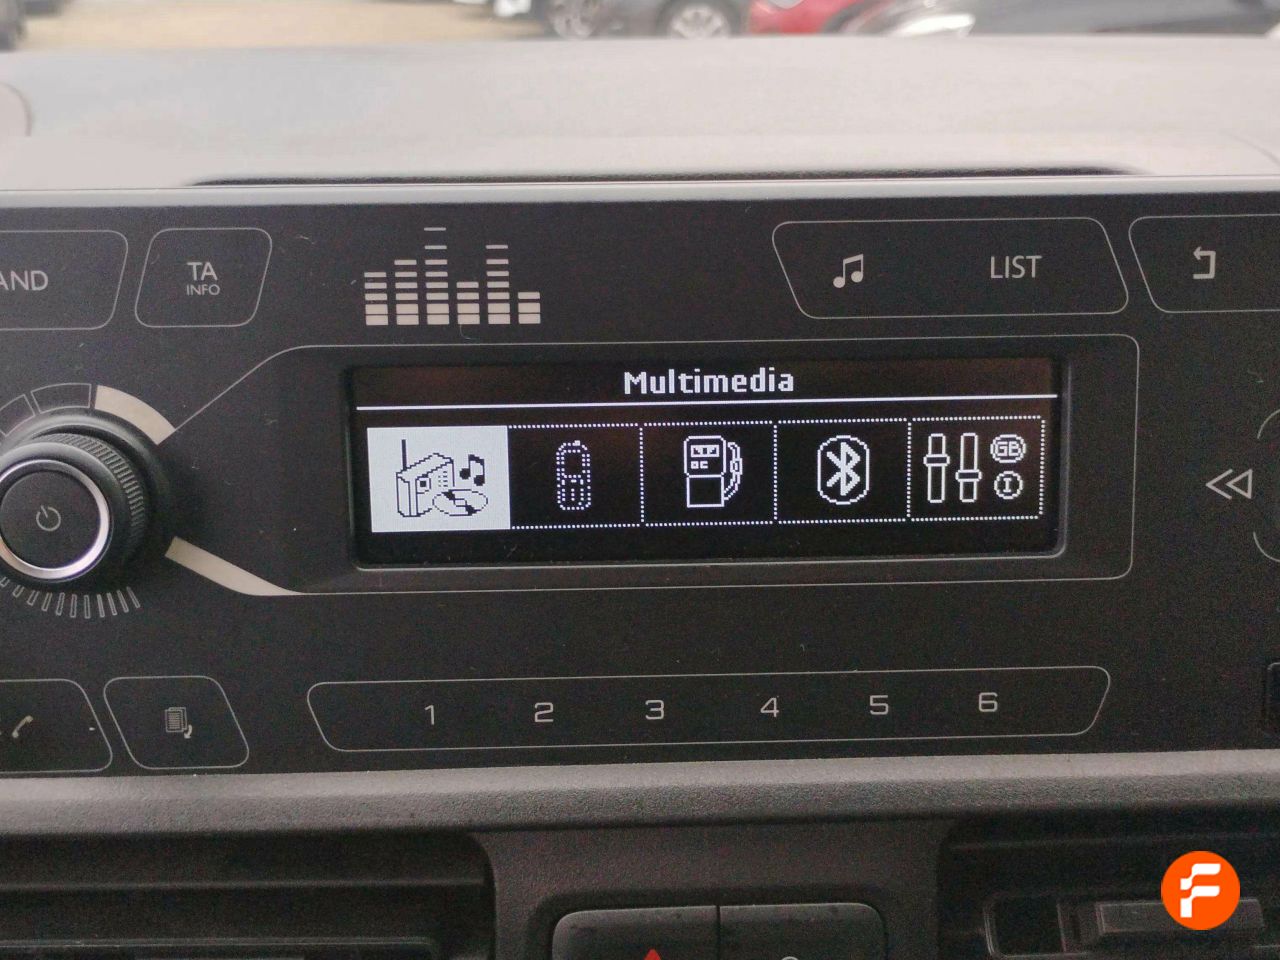 AND
TA
INFO
LIST
Multimedia
GB
I
1 2 3 4 5 6